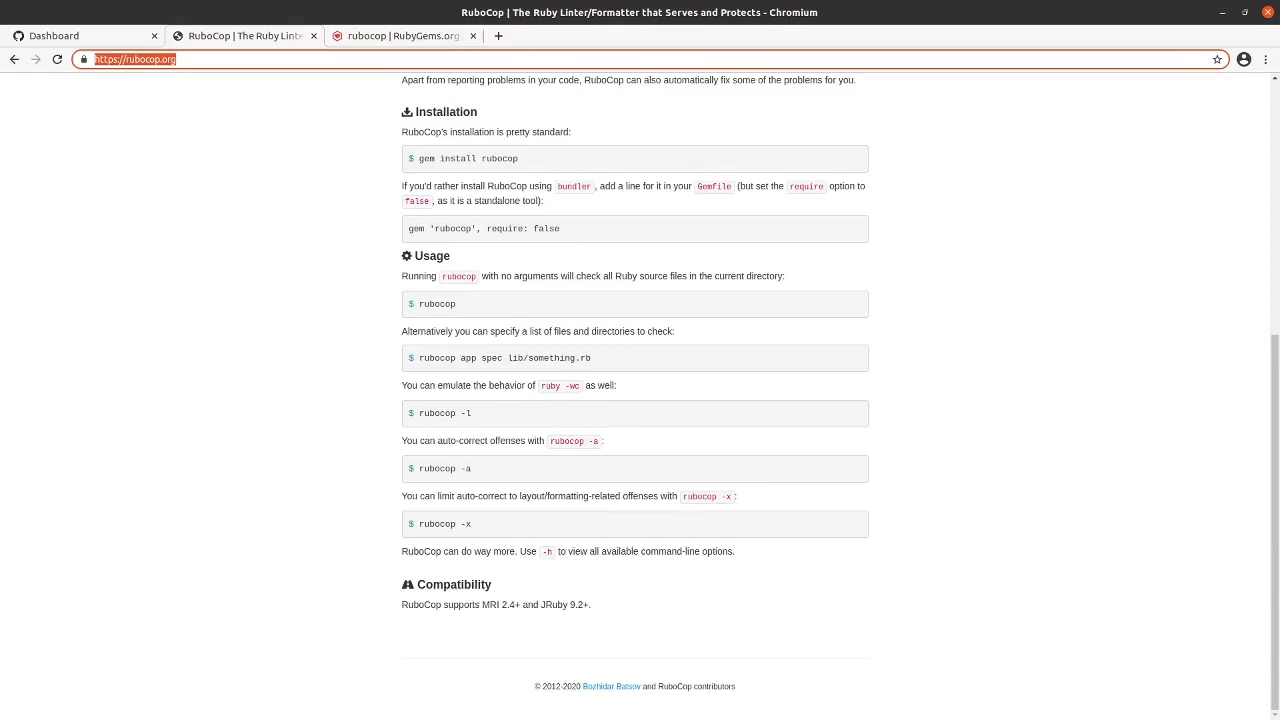 RuboCop | The Ruby Linter/Formatter that Serves and Protects - Chromium
Dashboard
RuboCop | The Ruby Linte
rubocop | RubyGems.org
https://rubocop.org
Apart from reporting problems in your code, RuboCop can also automatically fix some of the problems for you.
Installation
RuboCop's installation is pretty standard:
$ gem install rubocop
If you'd rather install RuboCop using bundler, add a line for it in your Gemfile (but set the require option to
false, as it is a standalone tool):
gem 'rubocop', require: false
Usage
Running rubocop with no arguments will check all Ruby source files in the current directory:
$ rubocop
Alternatively you can specify a list of files and directories to check:
$ rubocop app spec lib/something.rb
You can emulate the behavior of ruby -wc as well:
$ rubocop -l
You can auto-correct offenses with rubocop -a:
$ rubocop -a
You can limit auto-correct to layout/formatting-related offenses with rubocop -x:
$ rubocop -x
RuboCop can do way more. Use -h to view all available command-line options.
Compatibility
RuboCop supports MRI 2.4+ and JRuby 9.2+.
© 2012-2020 Bozhidar Batsov and RuboCop contributors